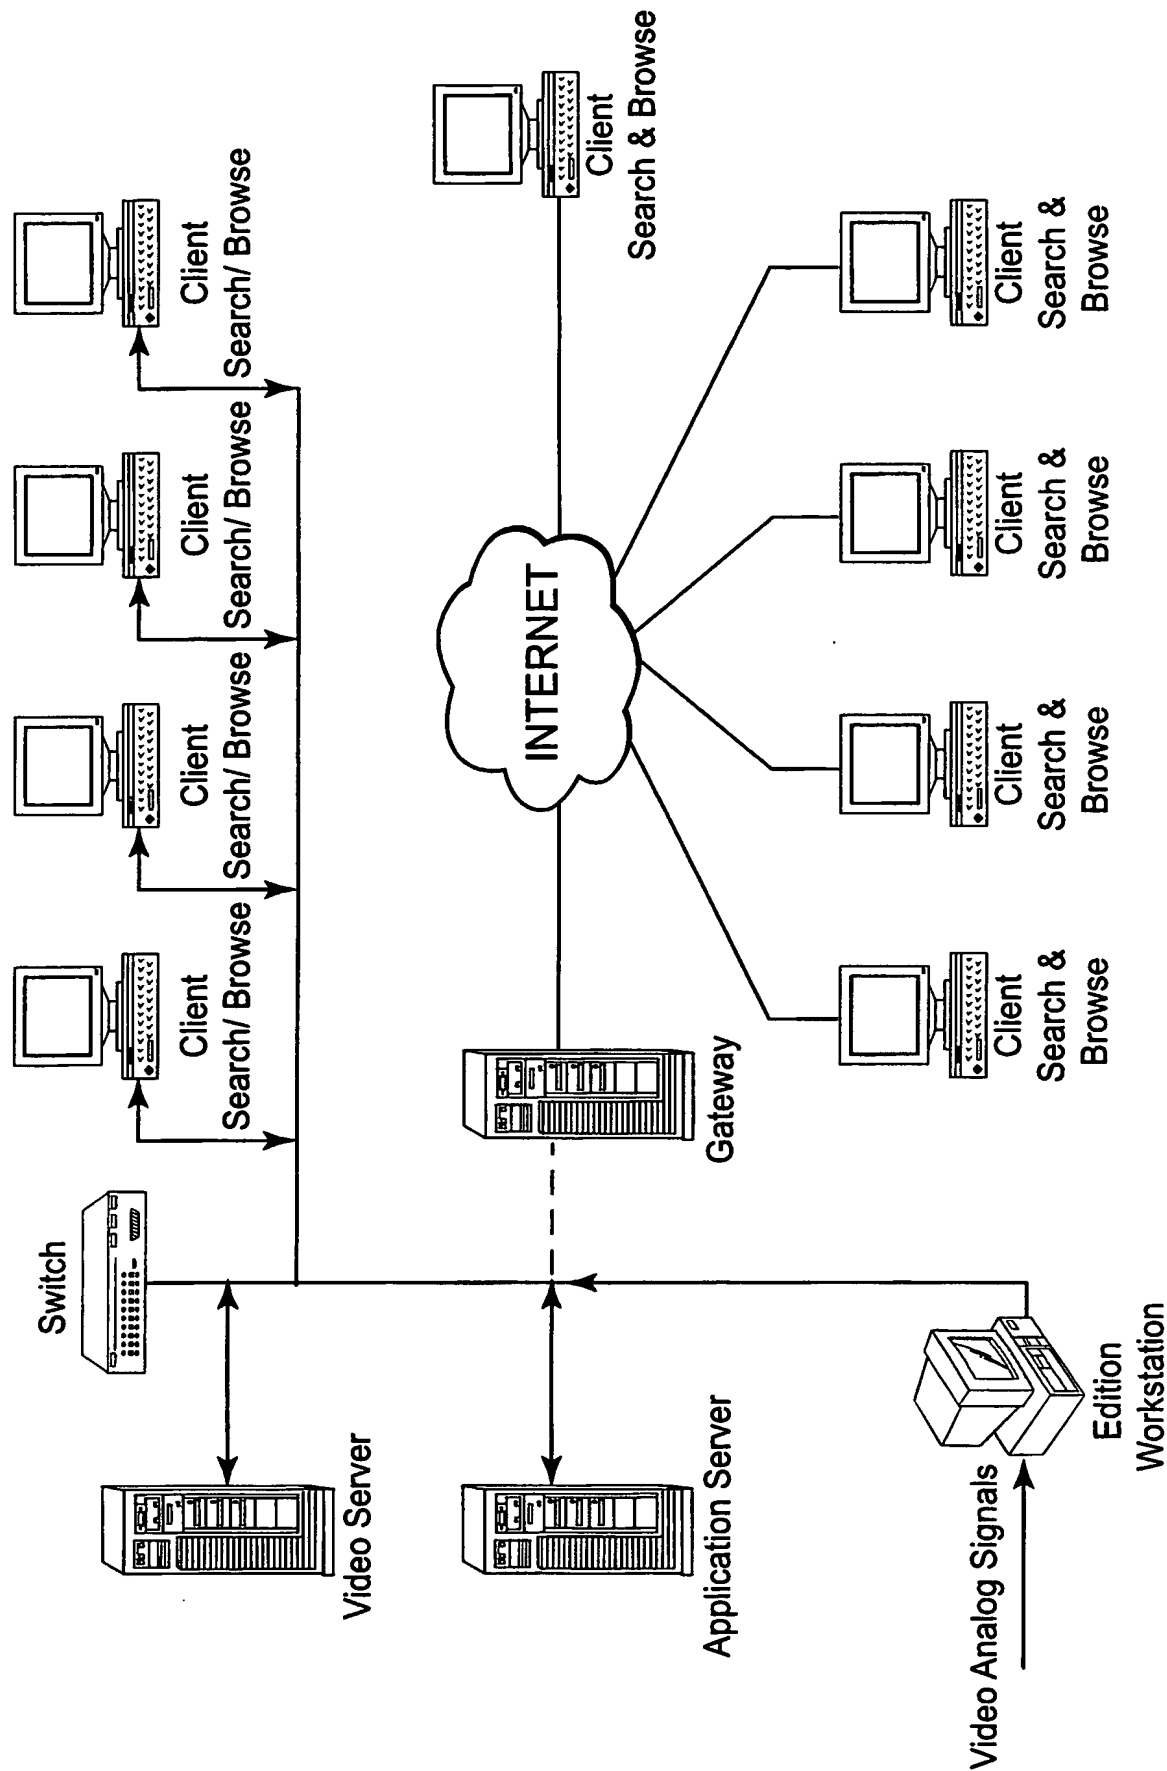 Switch
Client
Search/ Browse
Client
Search/ Browse
Client
Search/ Browse
Client
Search/ Browse
Video Server
INTERNET
Client
Search & Browse
Gateway
Application Server
Client
Search &
Browse
Client
Search &
Browse
Client
Search &
Browse
Client
Search &
Browse
Video Analog Signals
Edition
Workstation